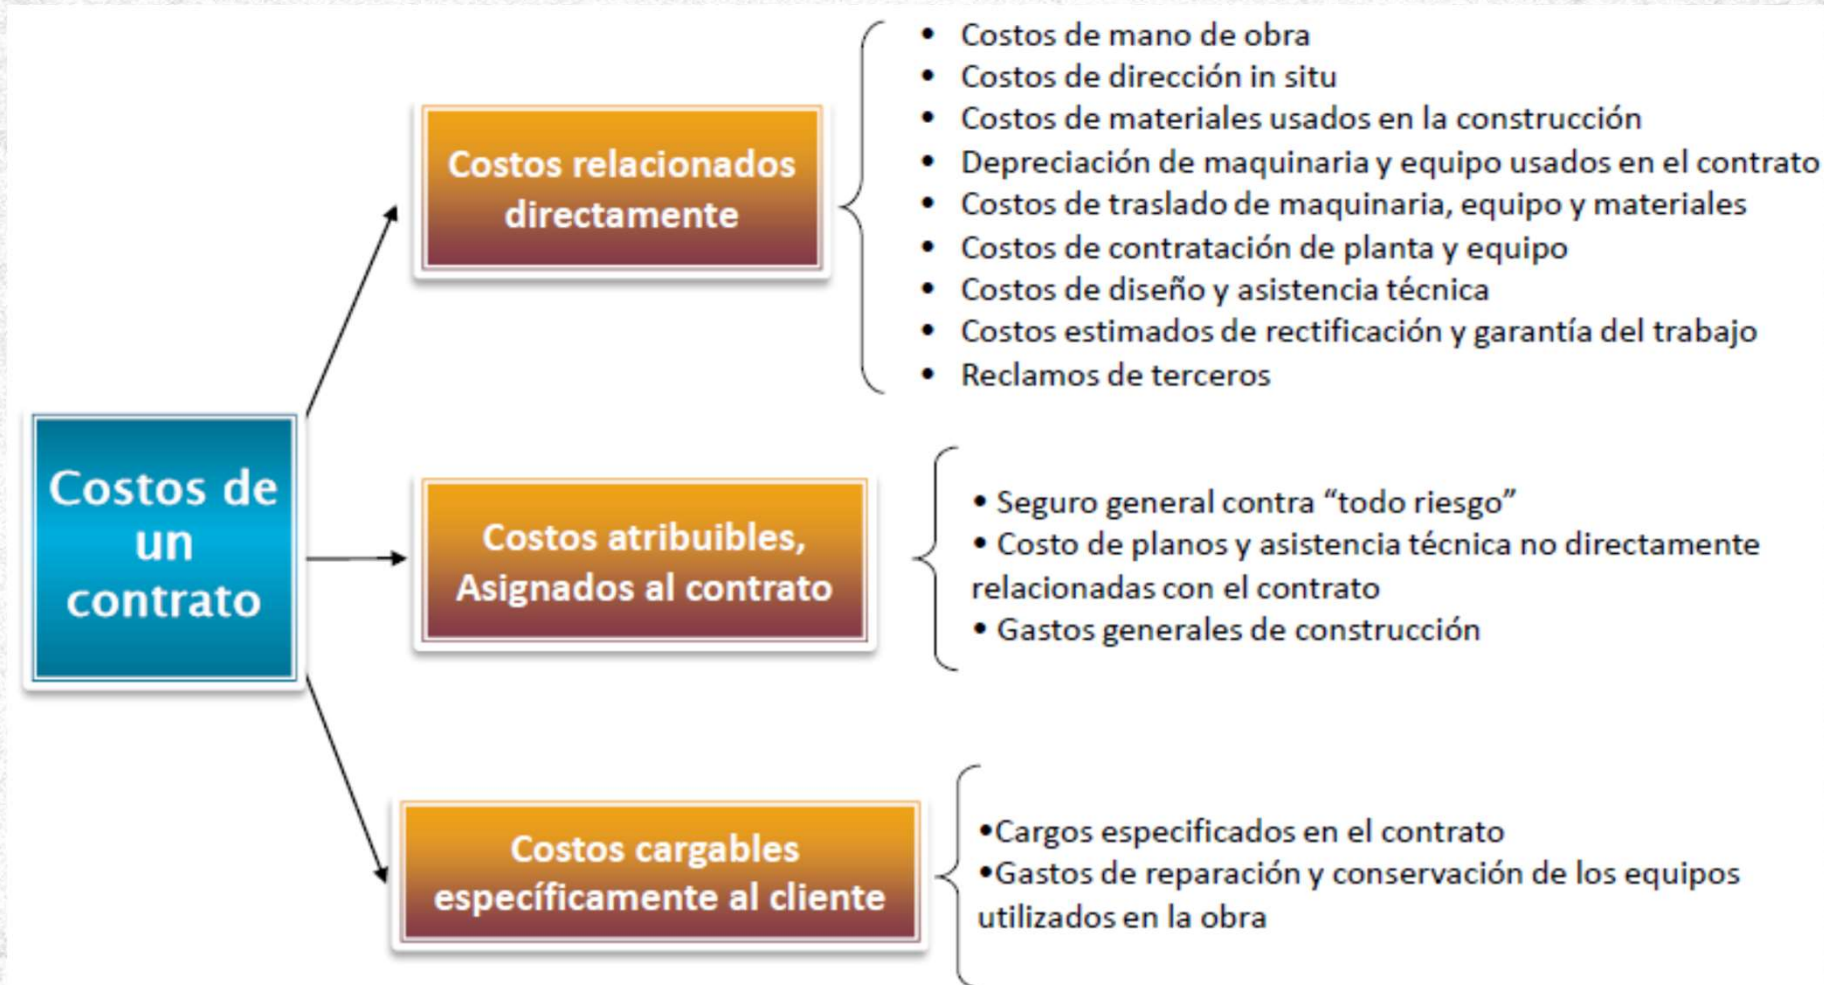 Costos de
un
contrato
Costos relacionados
directamente
• Costos de mano de obra
• Costos de dirección in situ
• Costos de materiales usados en la construcción
• Depreciación de maquinaria y equipo usados en el contrato
• Costos de traslado de maquinaria, equipo y materiales
• Costos de contratación de planta y equipo
• Costos de diseño y asistencia técnica
• Costos estimados de rectificación y garantía del trabajo
• Reclamos de terceros
Costos atribuibles,
Asignados al contrato
• Seguro general contra “todo riesgo”
• Costo de planos y asistencia técnica no directamente
relacionadas con el contrato
• Gastos generales de construcción
Costos cargables
específicamente al cliente
•Cargos especificados en el contrato
•Gastos de reparación y conservación de los equipos
utilizados en la obra